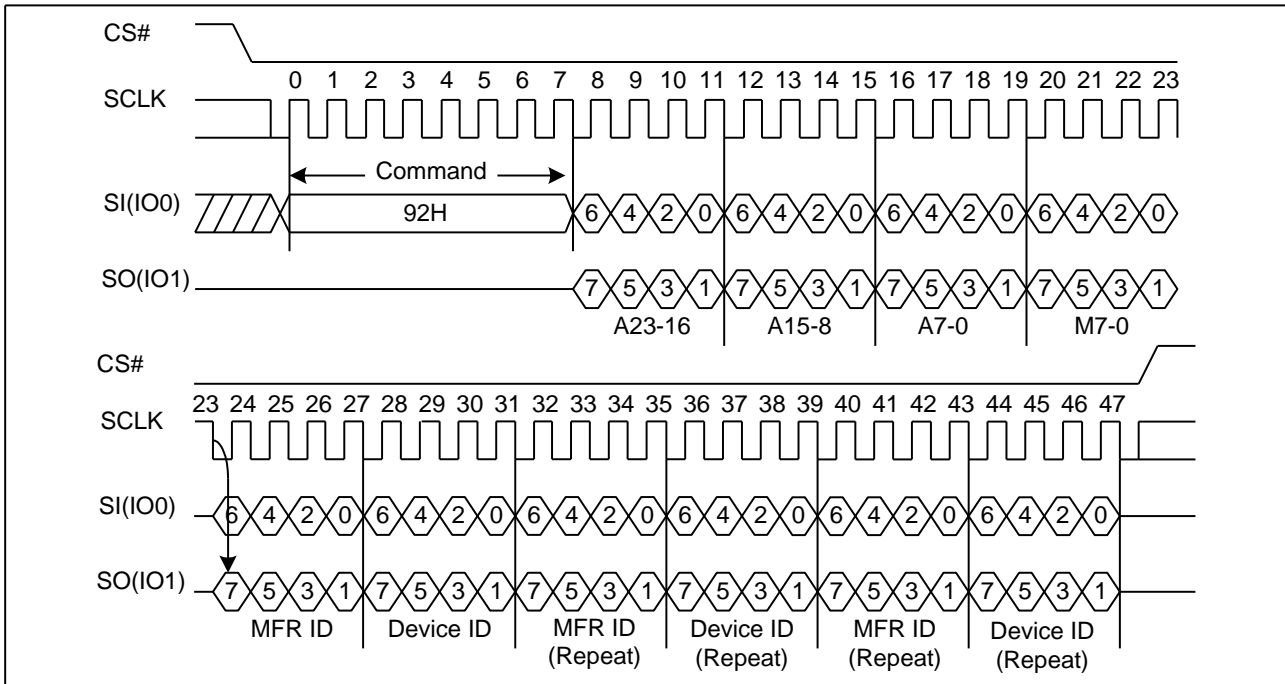 CS#
0 1 2 3 4 5 6 7 8 9 10 11 12 13 14 15 16 17 18 19 20 21 22 23
SCLK
Command
SI(IO0) 92H 6 4 2 0 6 4 2 0 6 4 2 0 6 4 2 0
SO(IO1) 7 5 3 1 7 5 3 1 7 5 3 1 7 5 3 1
A23-16 A15-8 A7-0 M7-0
CS#
23 24 25 26 27 28 29 30 31 32 33 34 35 36 37 38 39 40 41 42 43 44 45 46 47
SCLK
SI(IO0) 6 4 2 0 6 4 2 0 6 4 2 0 6 4 2 0 6 4 2 0 6 4 2 0
SO(IO1) 7 5 3 1 7 5 3 1 7 5 3 1 7 5 3 1 7 5 3 1 7 5 3 1
MFR ID Device ID MFR ID Device ID MFR ID Device ID
(Repeat) (Repeat) (Repeat) (Repeat)